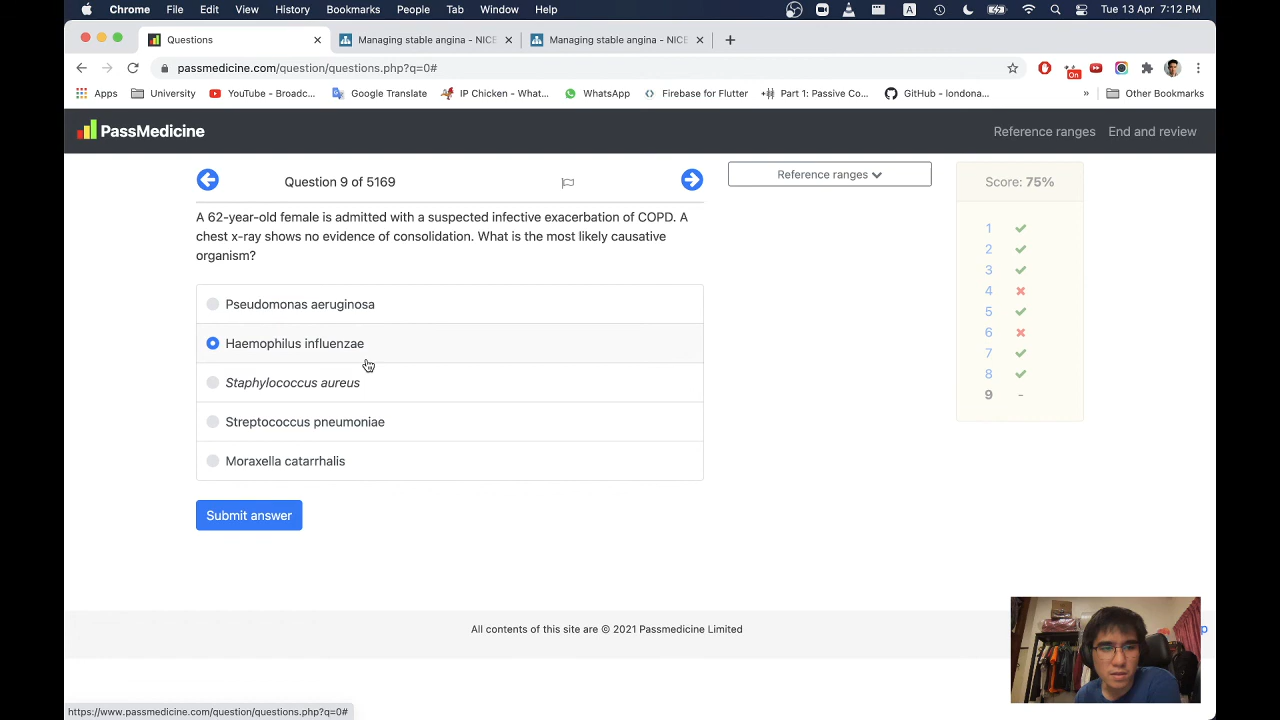 Chrome File Edit View History Bookmarks People Tab Window Help
A
Tue 13 Apr 7:12 PM
Questions
Managing stable angina - NICE
Managing stable angina - NICE
passmedicine.com/question/questions.php?q=0#
On
Apps University YouTube - Broadc... Google Translate IP Chicken - What... WhatsApp Firebase for Flutter Part 1: Passive Co... GitHub - londona... » Other Bookmarks
PassMedicine
Reference ranges End and review
Question 9 of 5169
Reference ranges
Score: 75%
A 62-year-old female is admitted with a suspected infective exacerbation of COPD. A
chest x-ray shows no evidence of consolidation. What is the most likely causative
organism?
Pseudomonas aeruginosa
Haemophilus influenzae
Staphylococcus aureus
Streptococcus pneumoniae
Moraxella catarrhalis
Submit answer
1
2
3
4
5
6
7
8
9 -
All contents of this site are © 2021 Passmedicine Limited
https://www.passmedicine.com/question/questions.php?q=0#